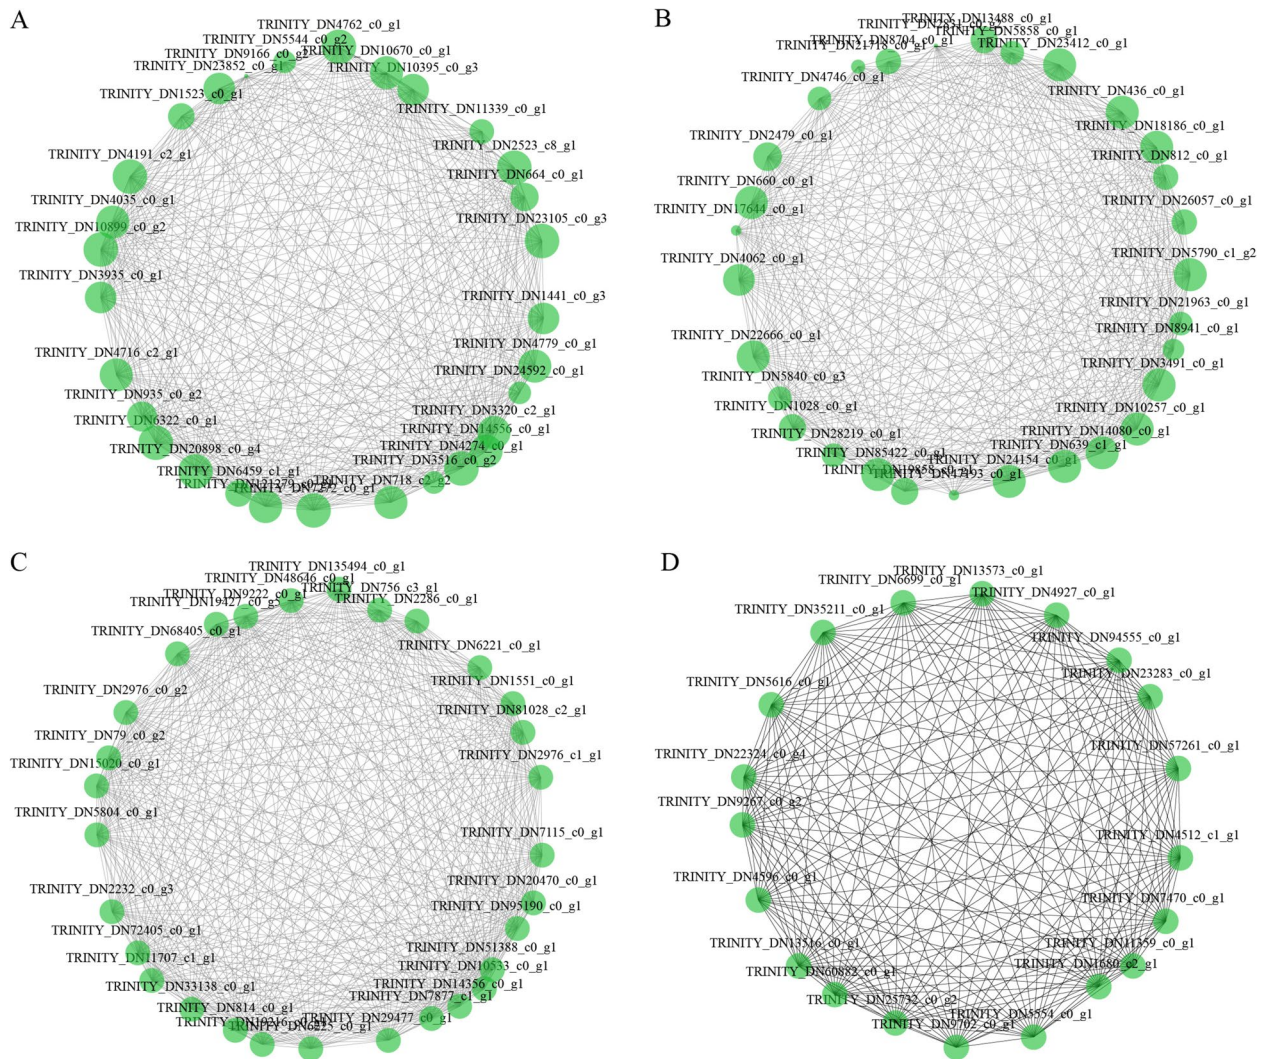 A
TRINITY_DN4762_c0_g1
TRINITY_DN5544_c0_g2
TRINITY_DN10670_c0_g1
TRINITY_DN9166_c0_g2
TRINITY_DN23852_c0_g1
TRINITY_DN10395_c0_g3
TRINITY_DN1523_c0_g1
TRINITY_DN11339_c0_g1
TRINITY_DN2523_c8_g1
TRINITY_DN4191_c2_g1
TRINITY_DN664_c0_g1
TRINITY_DN4035_c0_g1
TRINITY_DN23105_c0_g3
TRINITY_DN10899_c0_g2
TRINITY_DN3935_c0_g1
TRINITY_DN1441_c0_g3
TRINITY_DN4779_c0_g1
TRINITY_DN4716_c2_g1
TRINITY_DN24592_c0_g1
TRINITY_DN935_c0_g2
TRINITY_DN3320_c2_g1
TRINITY_DN6322_c0_g1
TRINITY_DN14556_c0_g1
TRINITY_DN20898_c0_g4
TRINITY_DN4274_c0_g1
TRINITY_DN3516_c0_g2
TRINITY_DN6459_c1_g1
TRINITY_DN718_c2_g2
TRINITY_DN7272_c0_g1
B
TRINITY_DN13488_c0_g1
TRINITY_DN5858_c0_g1
TRINITY_DN8704_c0_g1
TRINITY_DN23412_c0_g1
TRINITY_DN4746_c0_g1
TRINITY_DN436_c0_g1
TRINITY_DN18186_c0_g1
TRINITY_DN2479_c0_g1
TRINITY_DN812_c0_g1
TRINITY_DN660_c0_g1
TRINITY_DN26057_c0_g1
TRINITY_DN17644_c0_g1
TRINITY_DN5790_c1_g2
TRINITY_DN4062_c0_g1
TRINITY_DN21963_c0_g1
TRINITY_DN8941_c0_g1
TRINITY_DN22666_c0_g1
TRINITY_DN3491_c0_g1
TRINITY_DN5840_c0_g3
TRINITY_DN10257_c0_g1
TRINITY_DN1028_c0_g1
TRINITY_DN14080_c0_g1
TRINITY_DN28219_c0_g1
TRINITY_DN639_c1_g1
TRINITY_DN85422_c0_g1
TRINITY_DN24154_c0_g1
TRINITY_DN19858_c0_g1
TRINITY_DN47193_c0_g1
C
TRINITY_DN135494_c0_g1
TRINITY_DN48646_c0_g1
TRINITY_DN756_c3_g1
TRINITY_DN9222_c0_g1
TRINITY_DN19427_c0_g5
TRINITY_DN2286_c0_g1
TRINITY_DN68405_c0_g1
TRINITY_DN6221_c0_g1
TRINITY_DN1551_c0_g1
TRINITY_DN2976_c0_g2
TRINITY_DN81028_c2_g1
TRINITY_DN79_c0_g2
TRINITY_DN2976_c1_g1
TRINITY_DN15020_c0_g1
TRINITY_DN5804_c0_g1
TRINITY_DN7115_c0_g1
TRINITY_DN20470_c0_g1
TRINITY_DN2232_c0_g3
TRINITY_DN95190_c0_g1
TRINITY_DN72405_c0_g1
TRINITY_DN51388_c0_g1
TRINITY_DN11707_c1_g1
TRINITY_DN10533_c0_g1
TRINITY_DN33138_c0_g1
TRINITY_DN14356_c0_g1
TRINITY_DN7877_c1_g1
TRINITY_DN814_c0_g1
TRINITY_DN29477_c0_g1
TRINITY_DN6225_c0_g1
D
TRINITY_DN13573_c0_g1
TRINITY_DN6699_c0_g1
TRINITY_DN4927_c0_g1
TRINITY_DN35211_c0_g1
TRINITY_DN94555_c0_g1
TRINITY_DN23283_c0_g1
TRINITY_DN5616_c0_g1
TRINITY_DN57261_c0_g1
TRINITY_DN22324_c0_g4
TRINITY_DN9267_c0_g2
TRINITY_DN4512_c1_g1
TRINITY_DN4596_c0_g1
TRINITY_DN7470_c0_g1
TRINITY_DN13516_c0_g1
TRINITY_DN11359_c0_g1
TRINITY_DN60882_c0_g1
TRINITY_DN1680_c2_g1
TRINITY_DN25732_c0_g2
TRINITY_DN5554_c0_g1
TRINITY_DN9702_c0_g1